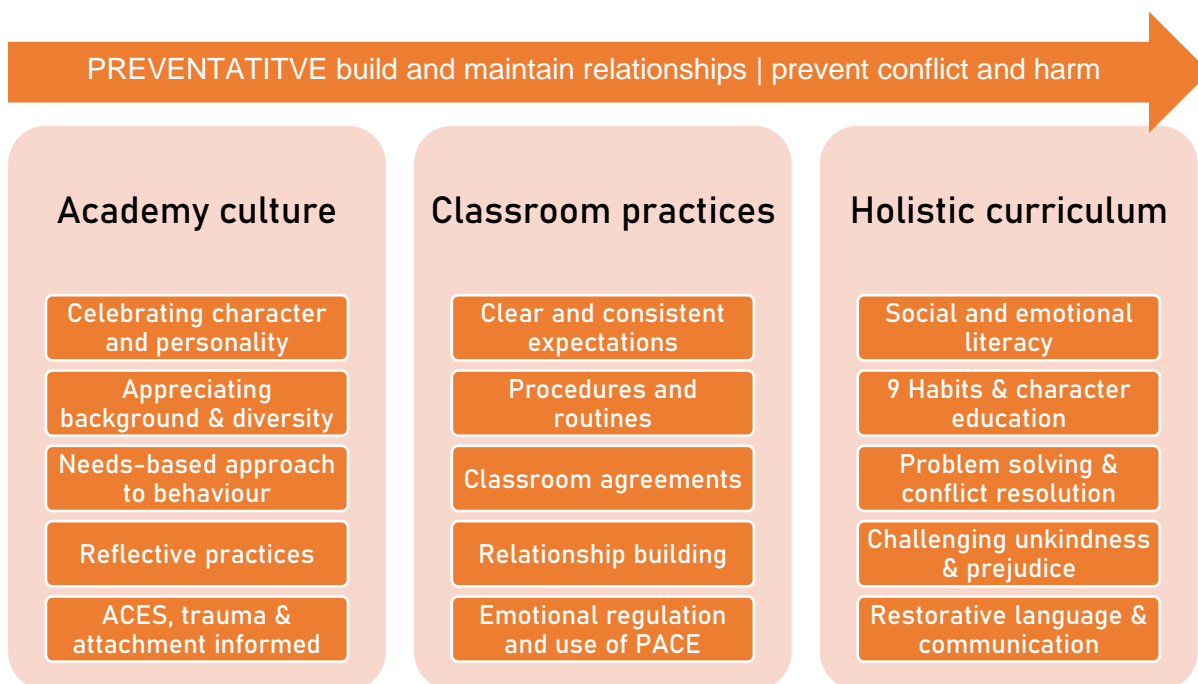 PREVENTATITVE build and maintain relationships | prevent conflict and harm
Academy culture
Celebrating character
and personality
Appreciating
background & diversity
Needs-based approach
to behaviour
Reflective practices
ACES, trauma &
attachment informed
Classroom practices
Clear and consistent
expectations
Procedures and
routines
Classroom agreements
Relationship building
Emotional regulation
and use of PACE
Holistic curriculum
Social and emotional
literacy
9 Habits & character
education
Problem solving &
conflict resolution
Challenging unkindness
& prejudice
Restorative language &
communication